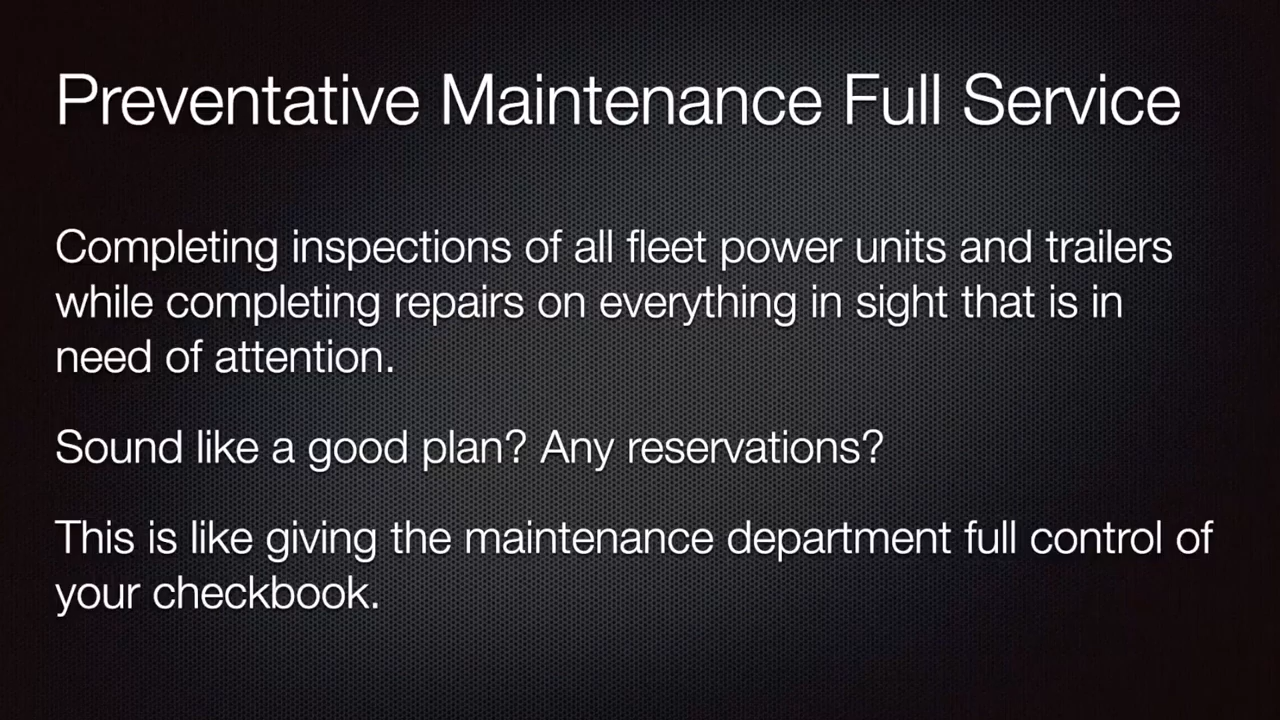 Preventative Maintenance Full Service
Completing inspections of all fleet power units and trailers
while completing repairs on everything in sight that is in
need of attention.
Sound like a good plan? Any reservations?
This is like giving the maintenance department full control of
your checkbook.